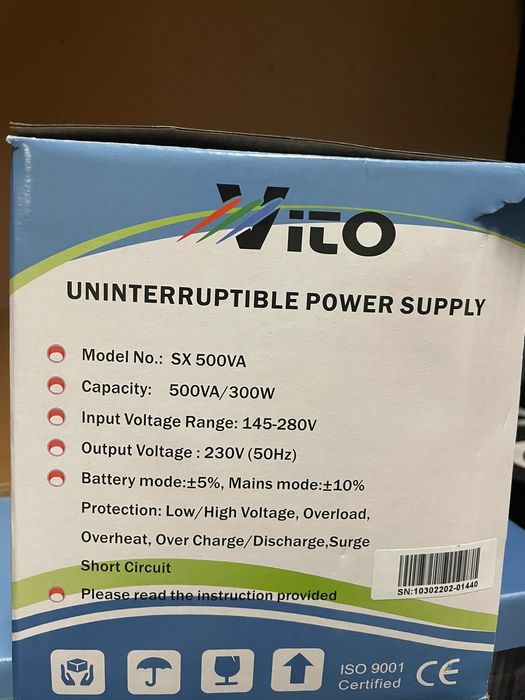 Vito
UNINTERRUPTIBLE POWER SUPPLY
Model No.: SX 500VA
Capacity: 500VA/300W
Input Voltage Range: 145-280V
Output Voltage : 230V (50Hz)
Battery mode:±5%, Mains mode:±10%
Protection: Low/High Voltage, Overload,
Overheat, Over Charge/Discharge,Surge
Short Circuit
Please read the instruction provided
SN:10302202-01440
ISO 9001
Certified
CE